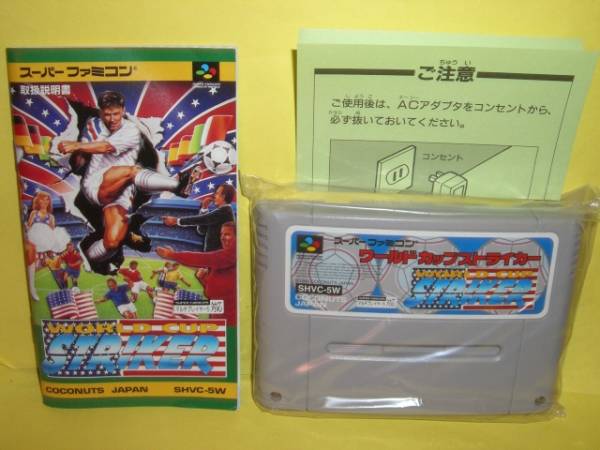 スーパーファミコン®
取扱説明書
WORLD CUP
STRIKER
COCONUTS JAPAN
SHVC-5W
ちゅう い
ご注意
ご使用後は、ACアダプタをコンセントから、
必ず抜いておいてください。
コンセント
スーパーファミコン
ワールドカップストライカー
WORLD CUP
STRIKER
SHVC-5W
COCONUTS
JAPAN